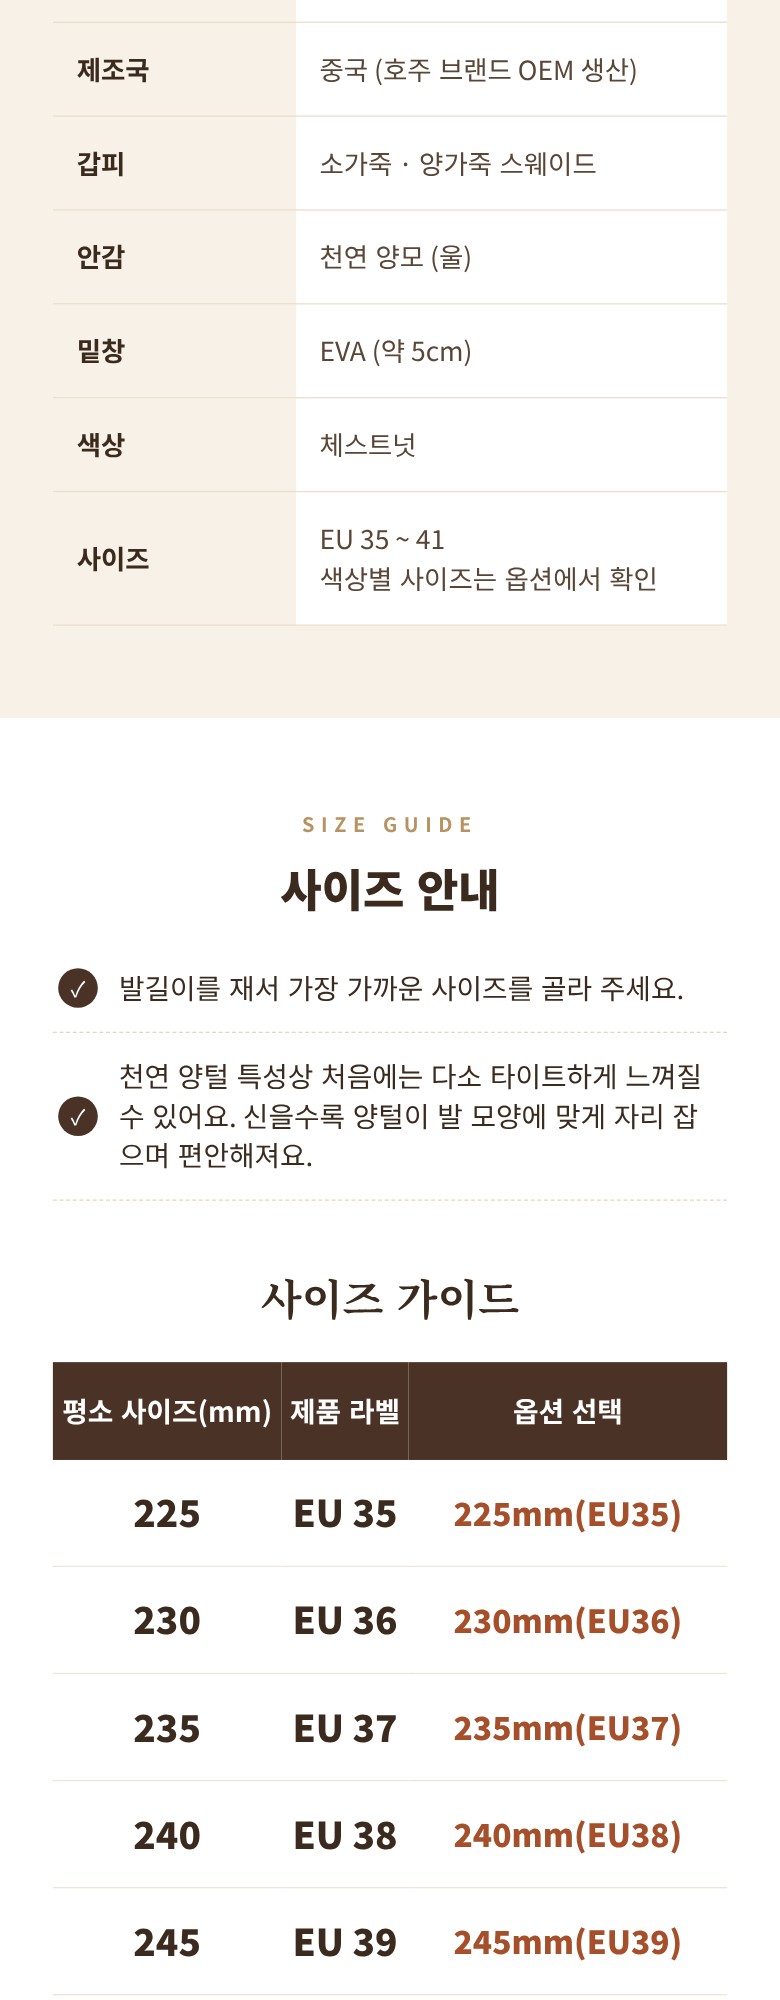 제조국
중국 (호주 브랜드 OEM 생산)
갑피
소가죽 · 양가죽 스웨이드
안감
천연 양모 (울)
밑창
EVA (약 5cm)
색상
체스트넛
사이즈
EU 35 ~ 41
색상별 사이즈는 옵션에서 확인
SIZE GUIDE
사이즈 안내
✓ 발길이를 재서 가장 가까운 사이즈를 골라 주세요.
✓ 천연 양털 특성상 처음에는 다소 타이트하게 느껴질
수 있어요. 신을수록 양털이 발 모양에 맞게 자리 잡
으며 편안해져요.
사이즈 가이드
평소 사이즈(mm) 제품 라벨 옵션 선택
225 EU 35 225mm(EU35)
230 EU 36 230mm(EU36)
235 EU 37 235mm(EU37)
240 EU 38 240mm(EU38)
245 EU 39 245mm(EU39)